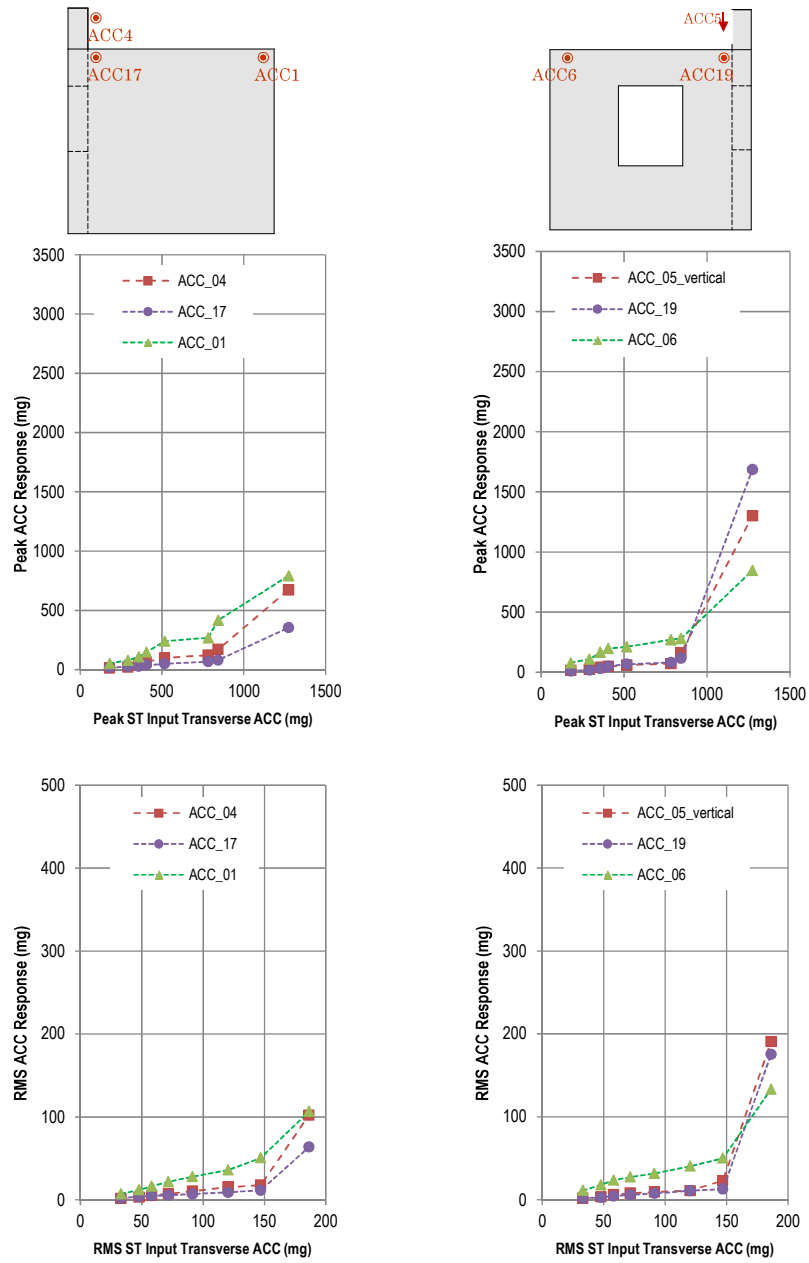 ACC4
ACC17
ACC1
ACC5
ACC6
ACC19
3500
3000
2500
2000
1500
1000
500
0
ACC_04
ACC_17
ACC_01
Peak ACC Response (mg)
0
500
1000
1500
Peak ST Input Transverse ACC (mg)
3500
3000
2500
2000
1500
1000
500
0
ACC_05_vertical
ACC_19
ACC_06
Peak ACC Response (mg)
0
500
1000
1500
Peak ST Input Transverse ACC (mg)
500
400
300
200
100
0
ACC_04
ACC_17
ACC_01
RMS ACC Response (mg)
0
50
100
150
200
RMS ST Input Transverse ACC (mg)
500
400
300
200
100
0
ACC_05_vertical
ACC_19
ACC_06
RMS ACC Response (mg)
0
50
100
150
200
RMS ST Input Transverse ACC (mg)